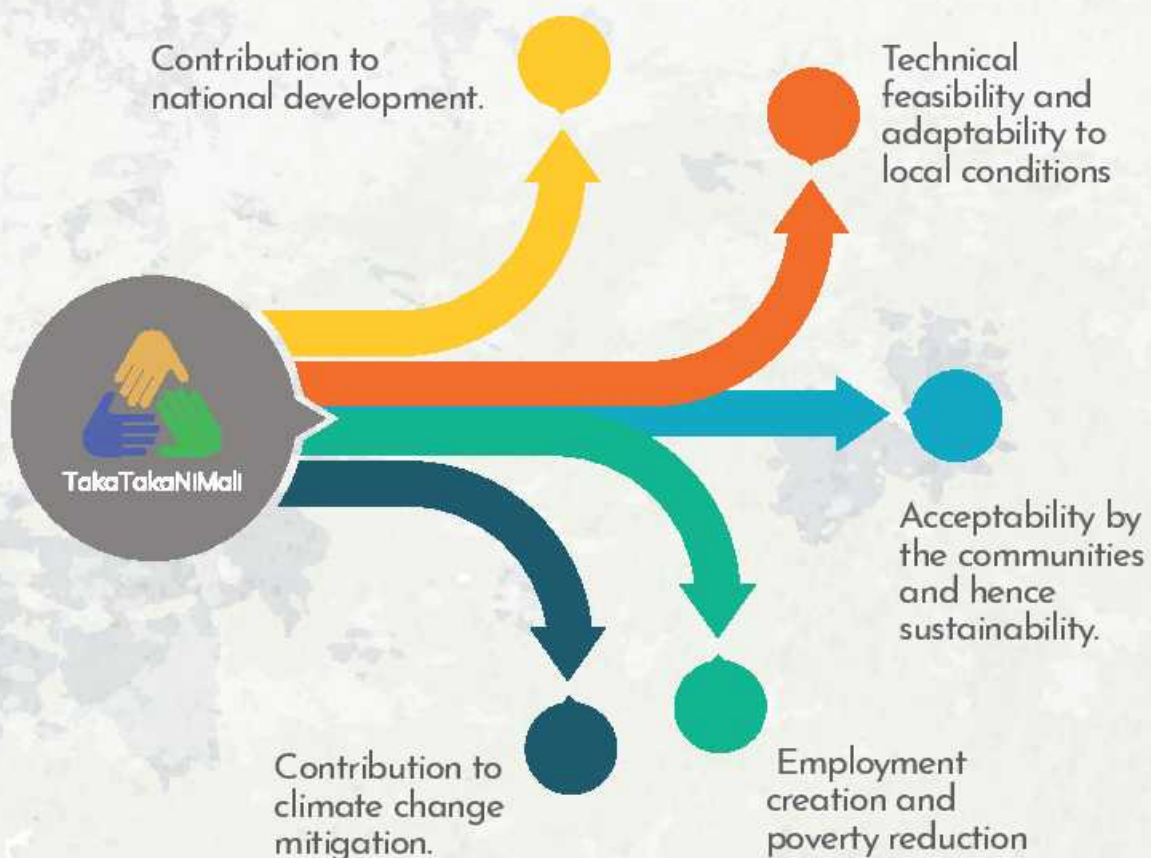 Contribution to
national development.
Technical
feasibility and
adaptability to
local conditions
TakaTakaNiMali
Acceptability by
the communities
and hence
sustainability.
Employment
creation and
poverty reduction
Contribution to
climate change
mitigation.